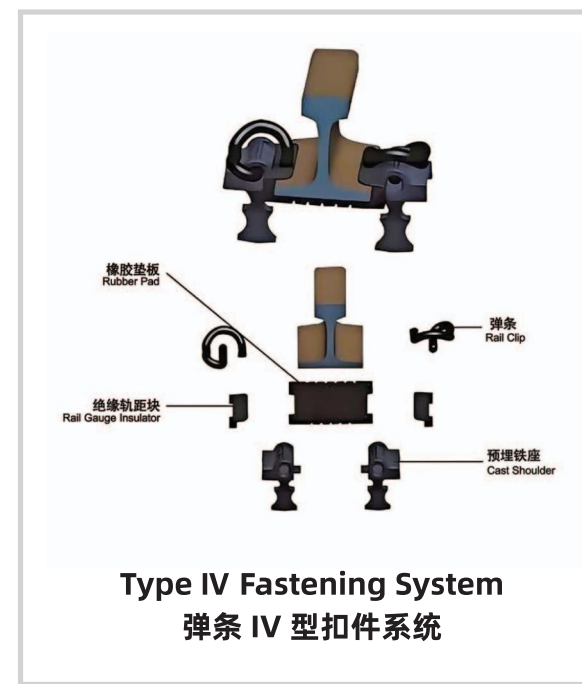 橡胶垫板
Rubber Pad
弹条
Rail Clip
绝缘轨距块
Rail Gauge Insulator
预埋铁座
Cast Shoulder
Type IV Fastening System
弹条 IV 型扣件系统